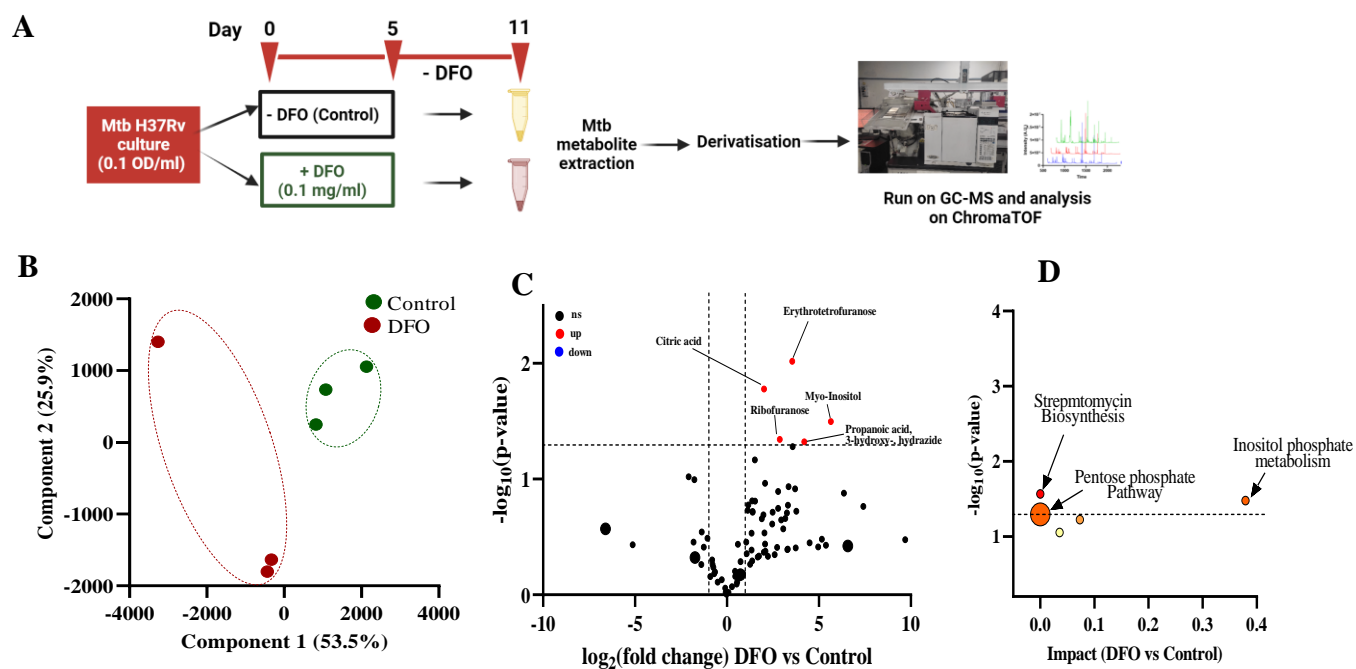 A
Day
0
5
11
- DFO
Mtb H37Rv
culture
(0.1 OD/ml)
- DFO (Control)
+ DFO
(0.1 mg/ml)
Mtb
metabolite
extraction
Derivatisation
Time
Run on GC-MS and analysis
on ChromaTOF
B
Component 2 (25.9%)
2000
1000
0
-1000
-2000
-4000
-2000
0
2000
4000
Component 1 (53.5%)
Control
DFO
C
-log10(p-value)
2
1
0
-10
-5
0
5
10
log2(fold change) DFO vs Control
ns
up
down
Erythrotetrofuranose
Citric acid
Myo-Inositol
Ribofuranose
Propanoic acid,
3-hydroxy-, hydrazide
D
-log10(p-value)
4
3
2
1
0.0
0.1
0.2
0.3
0.4
Impact (DFO vs Control)
Strepmtomycin
Biosynthesis
Pentose phosphate
Pathway
Inositol phosphate
metabolism